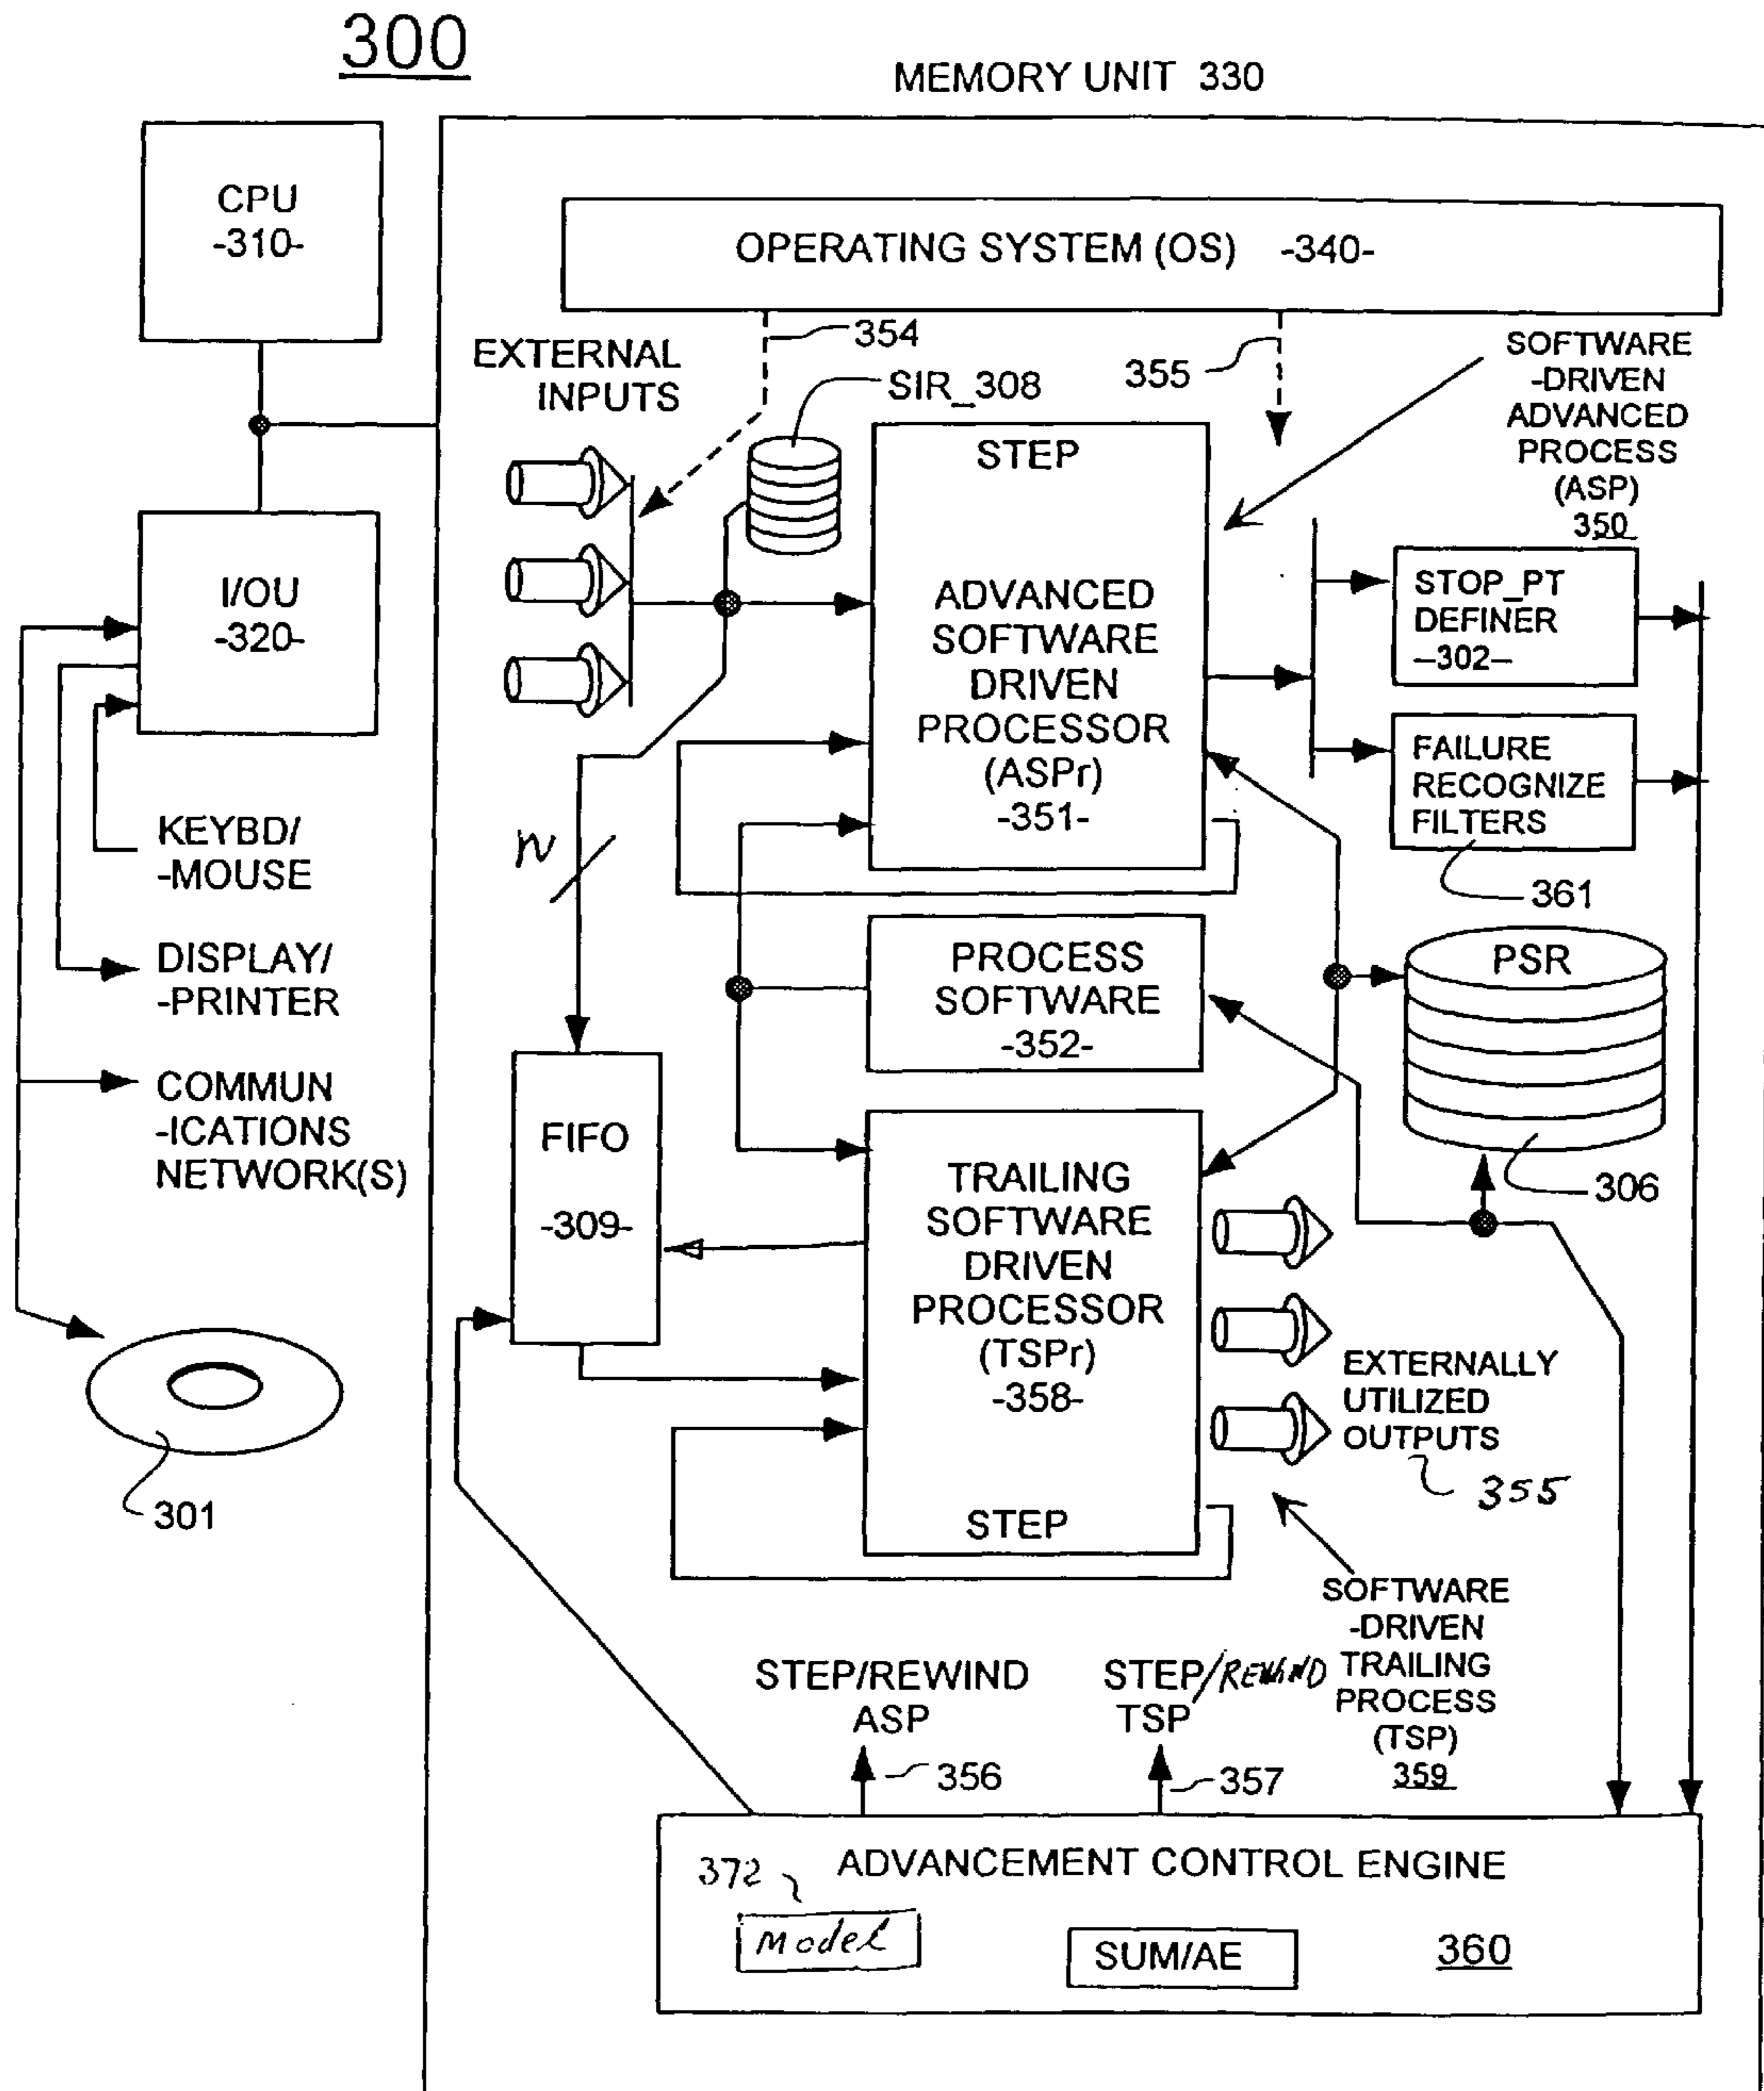 300
MEMORY UNIT 330
CPU
-310-
OPERATING SYSTEM (OS) -340-
354
355
EXTERNAL
INPUTS
SIR_308
SOFTWARE
-DRIVEN
ADVANCED
PROCESS
(ASP)
350
STEP
ADVANCED
SOFTWARE
DRIVEN
PROCESSOR
(ASPr)
-351-
STOP_PT
DEFINER
-302-
FAILURE
RECOGNIZE
FILTERS
361
I/OU
-320-
KEYBD/
-MOUSE
DISPLAY/
-PRINTER
COMMUN
-ICATIONS
NETWORK(S)
301
N
PROCESS
SOFTWARE
-352-
PSR
306
FIFO
-309-
TRAILING
SOFTWARE
DRIVEN
PROCESSOR
(TSPr)
-358-
STEP
EXTERNALLY
UTILIZED
OUTPUTS
355
SOFTWARE
-DRIVEN
TRAILING
PROCESS
(TSP)
359
STEP/REWIND
ASP
356
STEP/REWIND
TSP
357
ADVANCEMENT CONTROL ENGINE
372
Model
SUM/AE
360